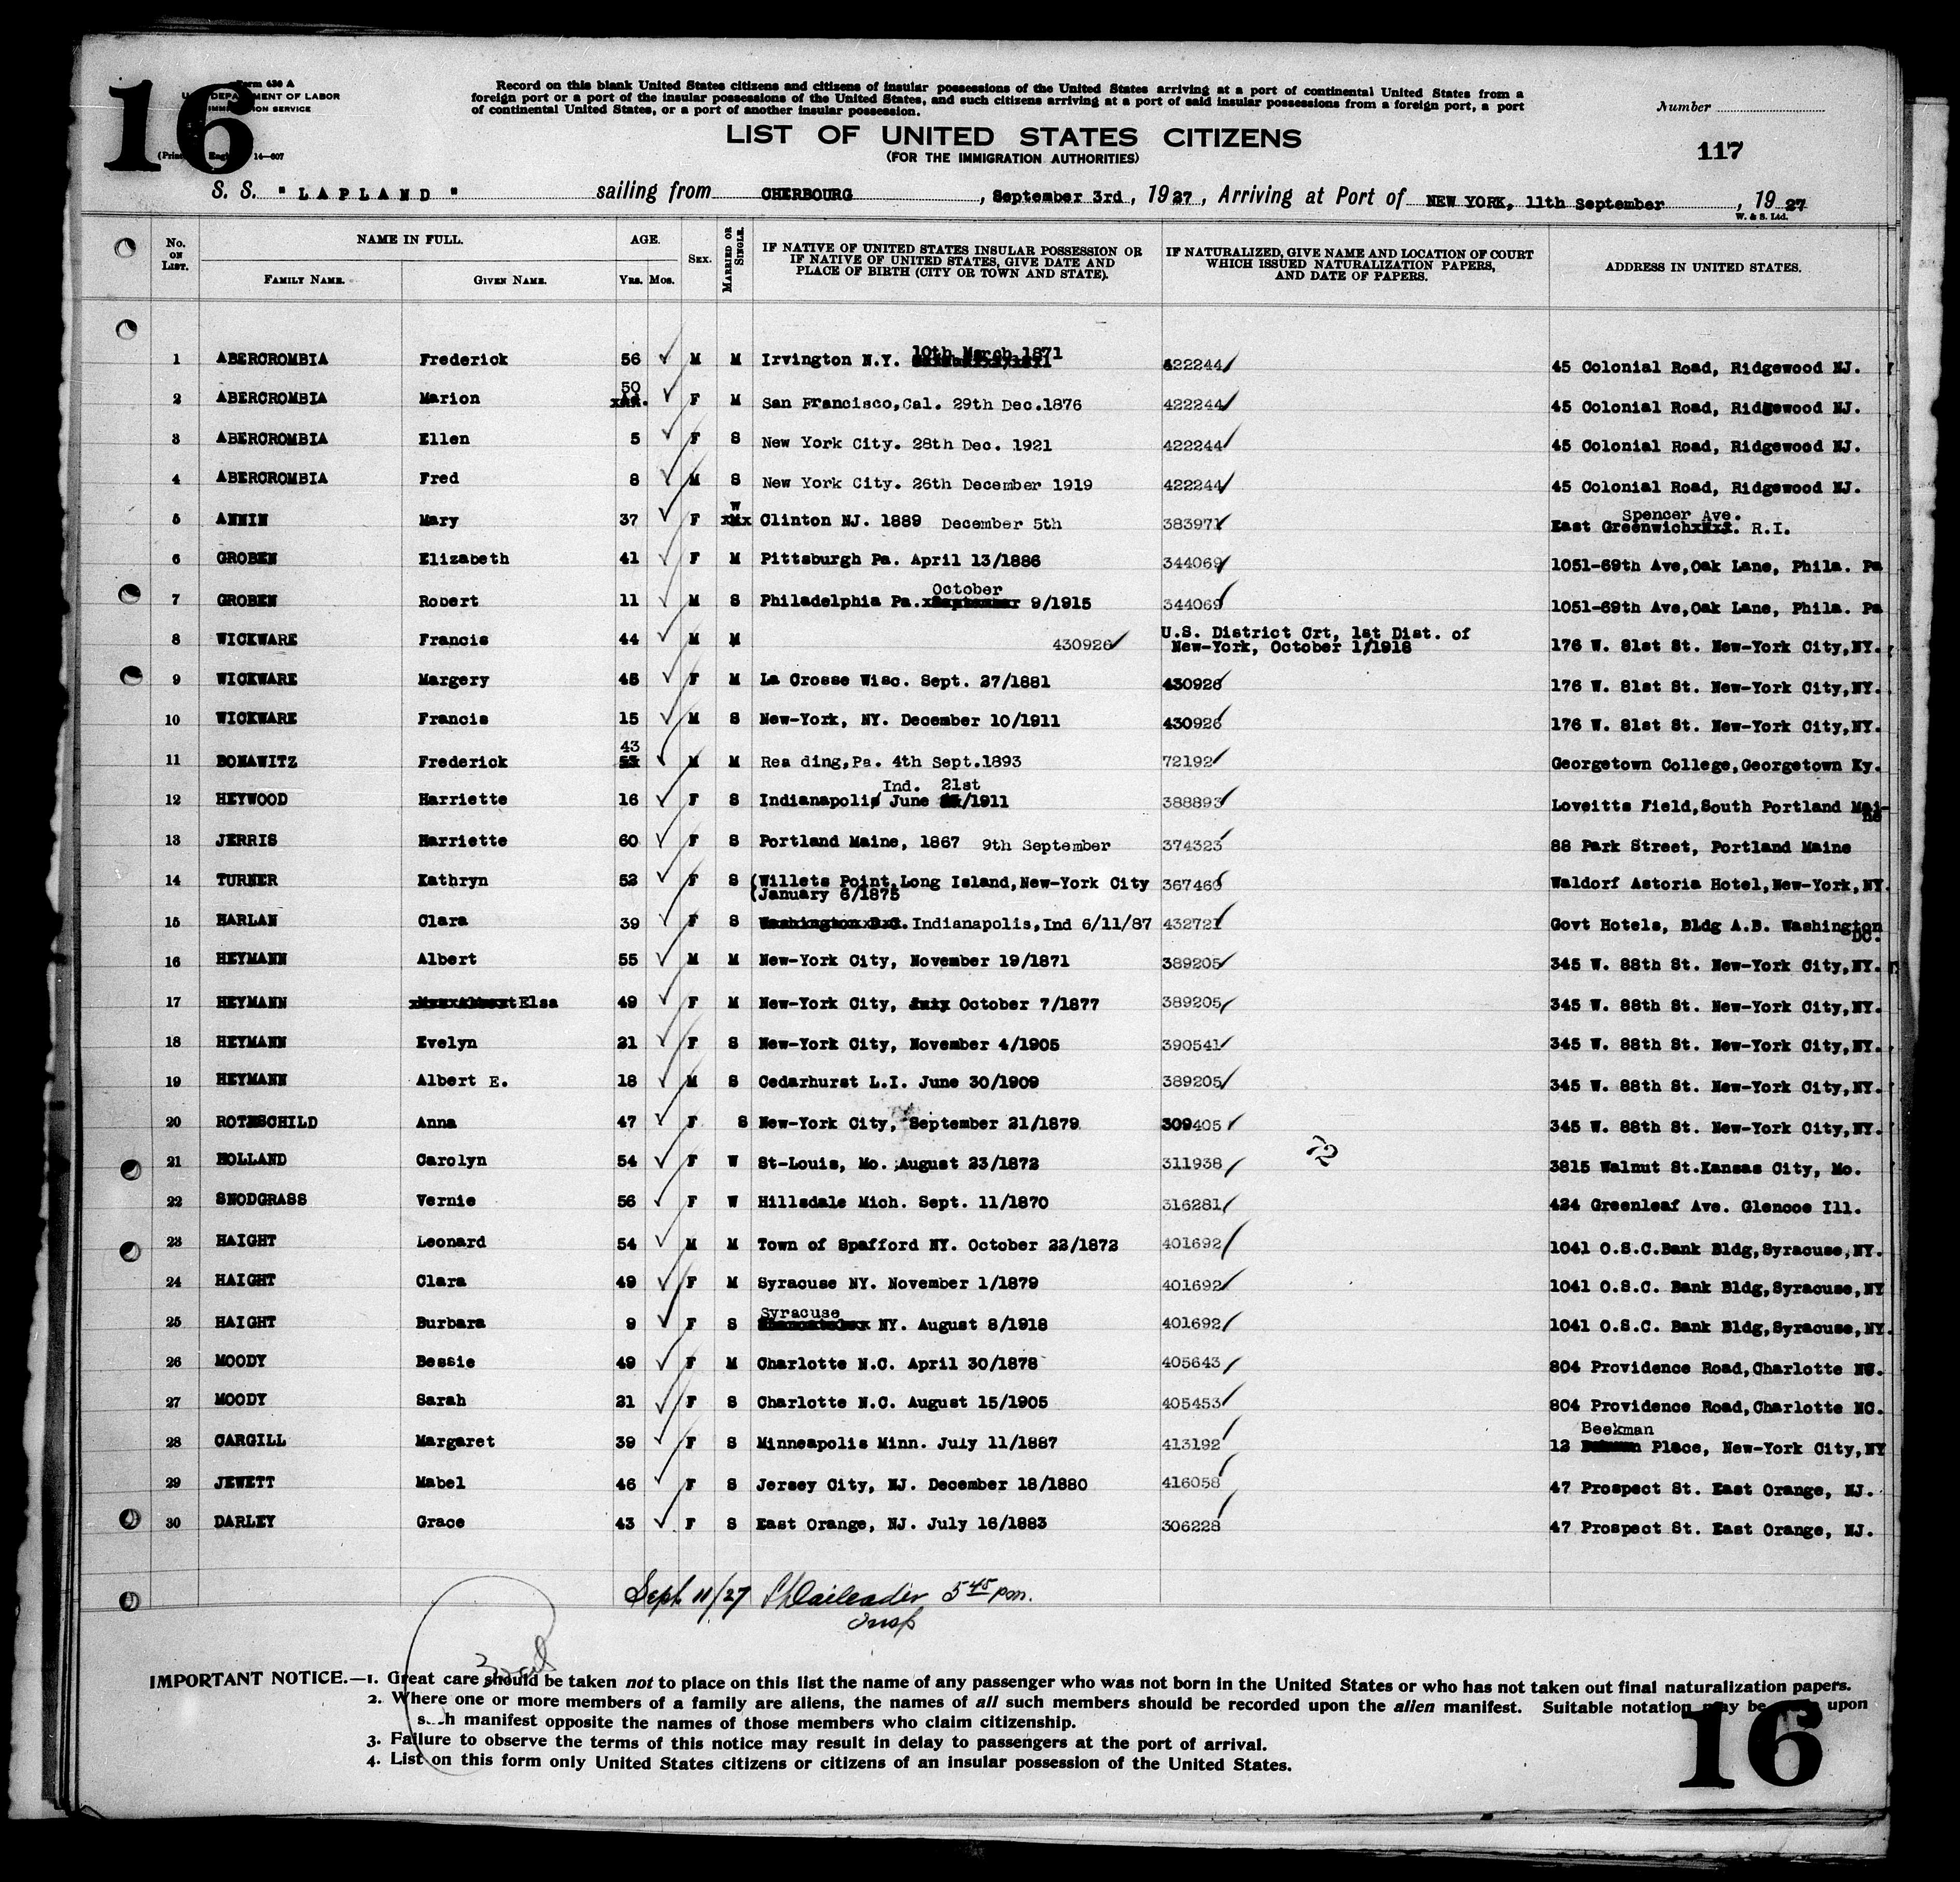 16
Form 630 A
U.S. DEPARTMENT OF LABOR
IMMIGRATION SERVICE
14—607
Record on this blank United States citizens and citizens of insular possessions of the United States arriving at a port of continental United States from a
foreign port or a port of the insular possessions of the United States, and such citizens arriving at a port of said insular possessions from a foreign port, a port
of continental United States, or a port of another insular possession.
Number
LIST OF UNITED STATES CITIZENS
(FOR THE IMMIGRATION AUTHORITIES)
117
S. S. "LAPLAND" sailing from CHERBOURG, September 3rd, 1927, Arriving at Port of NEW YORK, 11th September, 1927
W. & S. Ltd.
No. ON LIST. NAME IN FULL. AGE. SEX. MARRIED OR SINGLE. IF NATIVE OF UNITED STATES INSULAR POSSESSION OR IF NATIVE OF UNITED STATES, GIVE DATE AND PLACE OF BIRTH (CITY OR TOWN AND STATE). IF NATURALIZED, GIVE NAME AND LOCATION OF COURT WHICH ISSUED NATURALIZATION PAPERS, AND DATE OF PAPERS. ADDRESS IN UNITED STATES.
FAMILY NAME. GIVEN NAME. YRS. MOS.
1 ABERCROMBIA Frederick 56 M M Irvington N.Y. 10th March 1871 422244 45 Colonial Road, Ridgewood NJ.
2 ABERCROMBIA Marion 50 F M San Francisco,Cal. 29th Dec.1876 422244 45 Colonial Road, Ridgewood NJ.
3 ABERCROMBIA Ellen 5 F S New York City. 28th Dec. 1921 422244 45 Colonial Road, Ridgewood NJ.
4 ABERCROMBIA Fred 8 M S New York City. 26th December 1919 422244 45 Colonial Road, Ridgewood NJ.
5 ANNIN Mary 37 F W xMx Clinton NJ. 1889 December 5th 383971 Spencer Ave. East Greenwich R.I.
6 GROBEN Elizabeth 41 F M Pittsburgh Pa. April 13/1886 344069 1051-69th Ave,Oak Lane, Phila. Pa
7 GROBEN Robert 11 M S Philadelphia Pa. October 9/1915 344069 1051-69th Ave,Oak Lane, Phila. Pa
8 WICKWARE Francis 44 M M 430926 U.S. District Crt, 1st Dist. of New-York, October 1/1918 176 W. 81st St. New-York City,NY.
9 WICKWARE Margery 45 F M La Crosse Wisc. Sept. 27/1881 430926 176 W. 81st St. New-York City,NY.
10 WICKWARE Francis 15 M S New-York, NY. December 10/1911 430926 176 W. 81st St. New-York City,NY.
11 BONAWITZ Frederick 43 M M Rea ding,Pa. 4th Sept.1893 72192 Georgetown College,Georgetown Ky.
12 HEYWOOD Harriette 16 F S Indianapolis Ind. June 21st /1911 388893 Loveitts Field,South Portland Mai-ne
13 JERRIS Harriette 60 F S Portland Maine, 1867 9th September 374323 88 Park Street, Portland Maine
14 TURNER Kathryn 52 F S (Willets Point,Long Island,New-York City (January 6/1875 367460 Waldorf Astoria Hotel,New-York,NY.
15 HARLAN Clara 39 F S Indianapolis,Ind 6/11/87 432721 Govt Hotels, Bldg A.B. Washington DC.
16 HEYMANN Albert 55 M M New-York City, November 19/1871 389205 345 W. 88th St. New-York City,NY.
17 HEYMANN Elsa 49 F M New-York City, October 7/1877 389205 345 W. 88th St. New-York City,NY.
18 HEYMANN Evelyn 21 F S New-York City, November 4/1905 390541 345 W. 88th St. New-York City,NY.
19 HEYMANN Albert E. 18 M S Cedarhurst L.I. June 30/1909 389205 345 W. 88th St. New-York City,NY.
20 ROTHSCHILD Anna 47 F S New-York City, September 21/1879 309405 345 W. 88th St. New-York City,NY.
21 HOLLAND Carolyn 54 F W St-Louis, Mo. August 23/1872 311938 72 3815 Walnut St.Kansas City, Mo.
22 SNODGRASS Vernie 56 F W Hillsdale Mich. Sept. 11/1870 316281 424 Greenleaf Ave. Glencoe Ill.
23 HAIGHT Leonard 54 M M Town of Spafford NY. October 22/1872 401692 1041 O.S.C.Bank Bldg,Syracuse,NY.
24 HAIGHT Clara 49 F M Syracuse NY. November 1/1879 401692 1041 O.S.C. Bank Bldg,Syracuse,NY
25 HAIGHT Burbara 9 F S Syracuse NY. August 8/1918 401692 1041 O.S.C. Bank Bldg,Syracuse,NY.
26 MOODY Bessie 49 F M Charlotte N.C. April 30/1878 405643 804 Providence Road,Charlotte NC.
27 MOODY Sarah 21 F S Charlotte N.C. August 15/1905 405453 804 Providence Road,Charlotte NC.
28 CARGILL Margaret 39 F S Minneapolis Minn. July 11/1887 413192 12 Beekman Place, New-York City,NY
29 JEWETT Mabel 46 F S Jersey City, NJ. December 18/1880 416058 47 Prospect St. East Orange, NJ.
30 DARLEY Grace 43 F S East Orange, NJ. July 16/1883 306228 47 Prospect St. East Orange, NJ.
Sept 11/27 5 45 pm.
Insp
IMPORTANT NOTICE.—1. Great care should be taken not to place on this list the name of any passenger who was not born in the United States or who has not taken out final naturalization papers.
2. Where one or more members of a family are aliens, the names of all such members should be recorded upon the alien manifest. Suitable notation may be upon
such manifest opposite the names of those members who claim citizenship.
3. Failure to observe the terms of this notice may result in delay to passengers at the port of arrival.
4. List on this form only United States citizens or citizens of an insular possession of the United States.
16